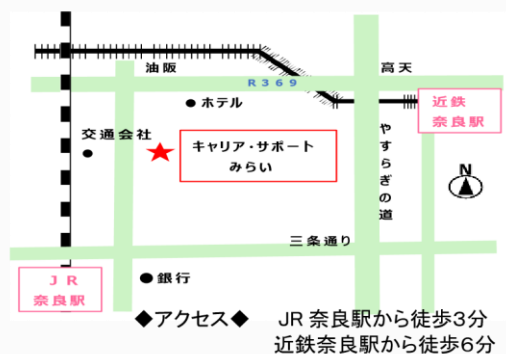 油阪
高天
R369
近鉄
奈良駅
ホテル
交通会社
キャリア・サポート
みらい
やすらぎの道
N
三条通り
JR
奈良駅
銀行
◆アクセス◆ JR奈良駅から徒歩3分
近鉄奈良駅から徒歩6分